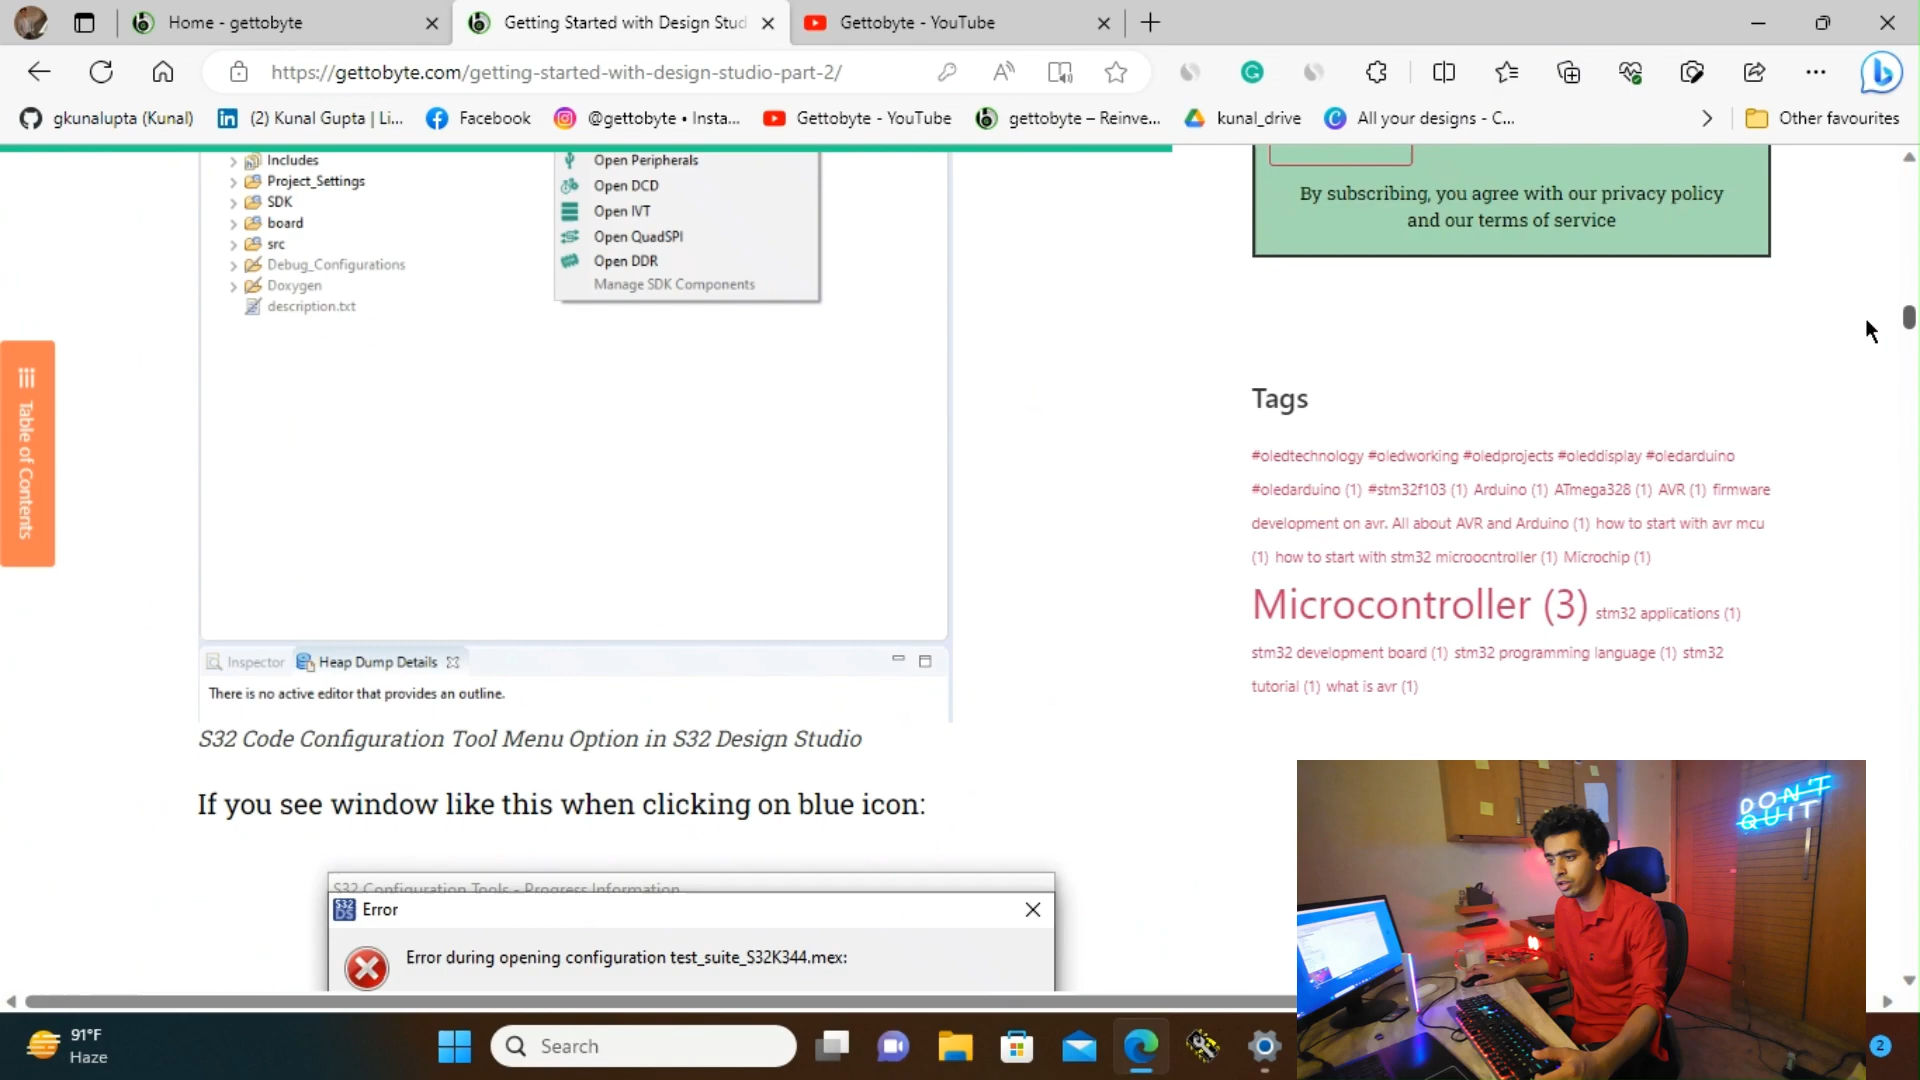 Home - gettobyte
Getting Started with Design Stud
Gettobyte - YouTube
https://gettobyte.com/getting-started-with-design-studio-part-2/
gkunalupta (Kunal)
(2) Kunal Gupta | Li...
Facebook
@gettobyte • Insta...
Gettobyte - YouTube
gettobyte – Reinve...
kunal_drive
All your designs - C...
Other favourites
Includes
Project_Settings
SDK
board
src
Debug_Configurations
Doxygen
description.txt
Open Peripherals
Open DCD
Open IVT
Open QuadSPI
Open DDR
Manage SDK Components
Table of Contents
Inspector
Heap Dump Details
There is no active editor that provides an outline.
S32 Code Configuration Tool Menu Option in S32 Design Studio
If you see window like this when clicking on blue icon:
S32 Configuration Tools - Progress Information
S32 DS
Error
Error during opening configuration test_suite_S32K344.mex:
By subscribing, you agree with our privacy policy
and our terms of service
Tags
#oledtechnology #oledworking #oledprojects #oleddisplay #oledarduino
#oledarduino (1) #stm32f103 (1) Arduino (1) ATmega328 (1) AVR (1) firmware
development on avr. All about AVR and Arduino (1) how to start with avr mcu
(1) how to start with stm32 microocntroller (1) Microchip (1)
Microcontroller (3) stm32 applications (1)
stm32 development board (1) stm32 programming language (1) stm32
tutorial (1) what is avr (1)
DON'T
QUIT
91°F
Haze
Search
2